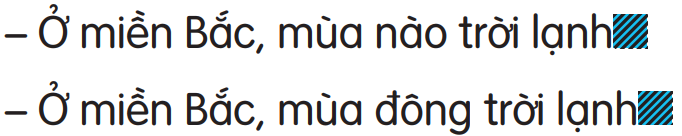 – Ở miền Bắc, mùa nào trời lạnh
– Ở miền Bắc, mùa đông trời lạnh